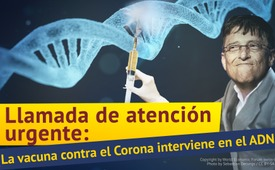 Llamada de atención
urgente:
La vacuna contra el Corona interviene en el ADN